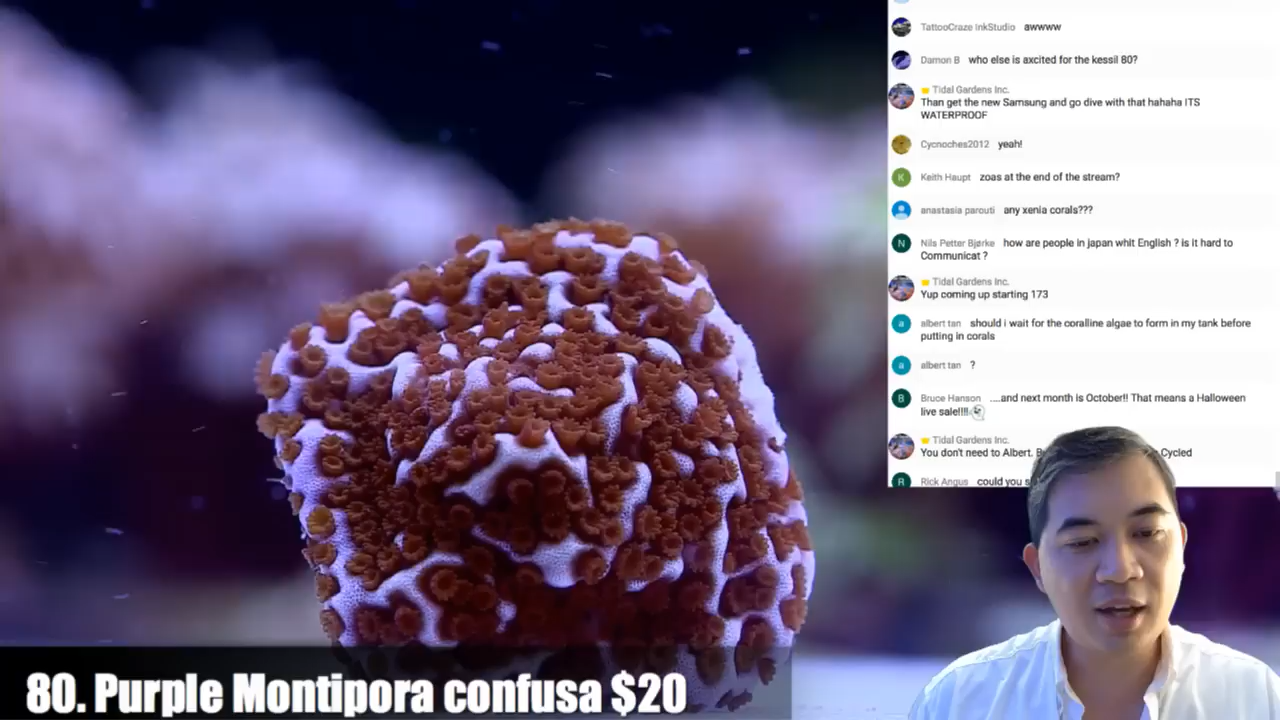 TattooCraze InkStudio awwww
Damon B who else is axcited for the kessil 80?
Tidal Gardens Inc.
Than get the new Samsung and go dive with that hahaha ITS
WATERPROOF
Cycnoches2012 yeah!
K Keith Haupt zoas at the end of the stream?
anastasia parouti any xenia corals???
N Nils Petter Bjørke how are people in japan whit English ? is it hard to
Communicat ?
Tidal Gardens Inc.
Yup coming up starting 173
a albert tan should i wait for the coralline algae to form in my tank before
putting in corals
a albert tan ?
B Bruce Hanson ....and next month is October!! That means a Halloween
live sale!!!!
Tidal Gardens Inc.
You don't need to Albert. Cycled
R Rick Angus could you
80. Purple Montipora confusa $20